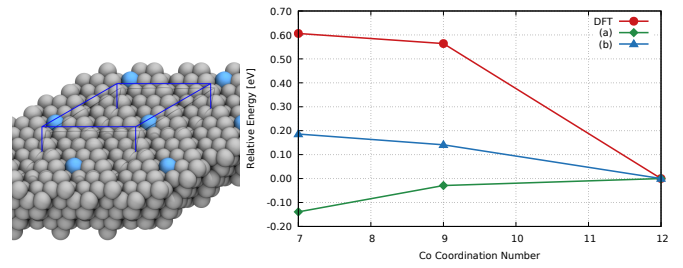 0.70
0.60
0.50
0.40
0.30
0.20
0.10
0.00
-0.10
-0.20
Relative Energy [eV]
DFT
(a)
(b)
7 8 9 10 11 12
Co Coordination Number